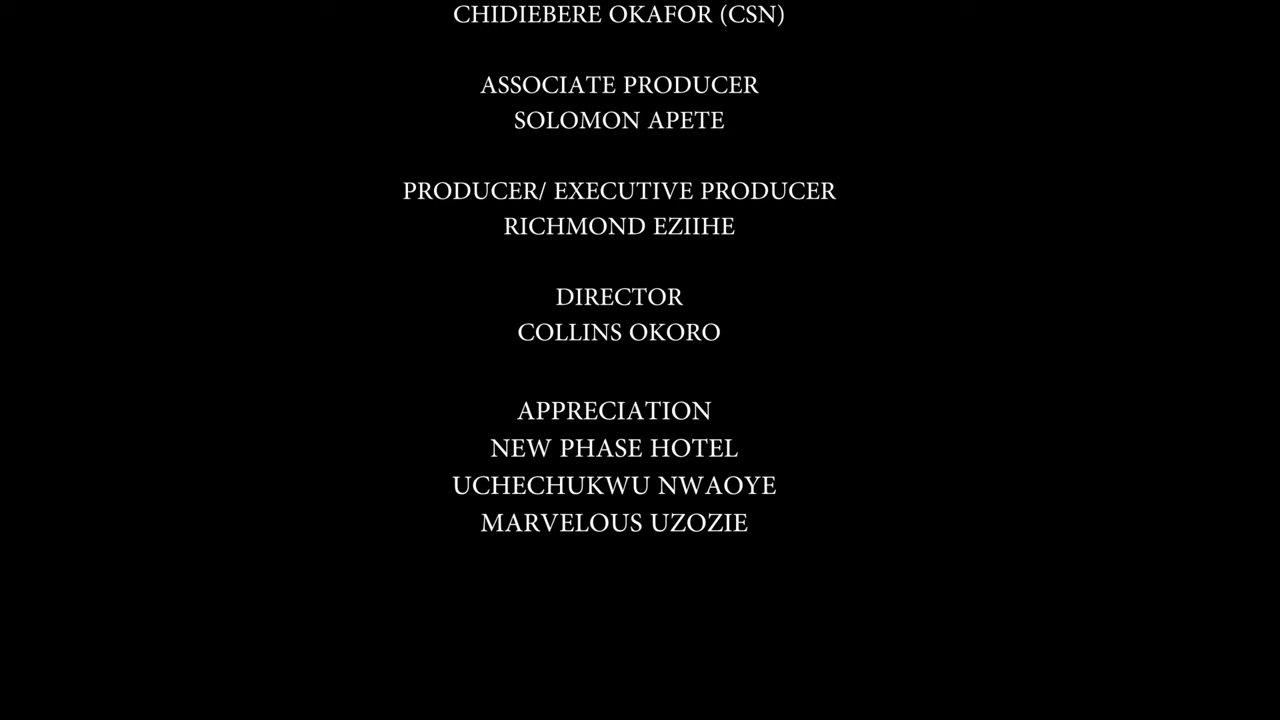 CHIDIEBERE OKAFOR (CSN)
ASSOCIATE PRODUCER
SOLOMON APETE
PRODUCER/ EXECUTIVE PRODUCER
RICHMOND EZIIHE
DIRECTOR
COLLINS OKORO
APPRECIATION
NEW PHASE HOTEL
UCHECHUKWU NWAOYE
MARVELOUS UZOZIE